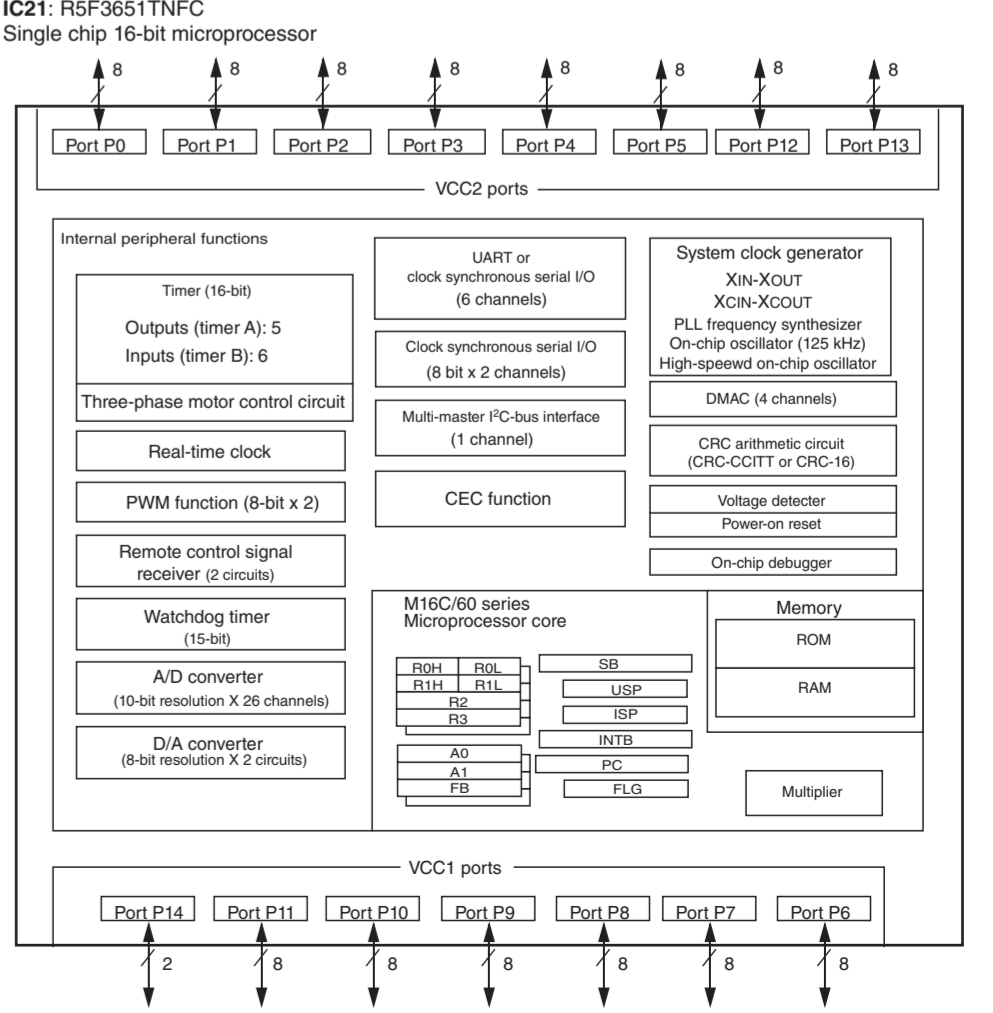 IC21: R5F3651TNFC
Single chip 16-bit microprocessor
8 8 8 8 8 8 8 8
Port P0 Port P1 Port P2 Port P3 Port P4 Port P5 Port P12 Port P13
VCC2 ports
Internal peripheral functions
Timer (16-bit)
Outputs (timer A): 5
Inputs (timer B): 6
Three-phase motor control circuit
Real-time clock
PWM function (8-bit x 2)
Remote control signal
receiver (2 circuits)
Watchdog timer
(15-bit)
A/D converter
(10-bit resolution X 26 channels)
D/A converter
(8-bit resolution X 2 circuits)
UART or
clock synchronous serial I/O
(6 channels)
Clock synchronous serial I/O
(8 bit x 2 channels)
Multi-master I²C-bus interface
(1 channel)
CEC function
System clock generator
XIN-XOUT
XCIN-XCOUT
PLL frequency synthesizer
On-chip oscillator (125 kHz)
High-speewd on-chip oscillator
DMAC (4 channels)
CRC arithmetic circuit
(CRC-CCITT or CRC-16)
Voltage detecter
Power-on reset
On-chip debugger
M16C/60 series
Microprocessor core
R0H R0L
R1H R1L
R2
R3
A0
A1
FB
SB
USP
ISP
INTB
PC
FLG
Memory
ROM
RAM
Multiplier
VCC1 ports
Port P14 Port P11 Port P10 Port P9 Port P8 Port P7 Port P6
2 8 8 8 8 8 8